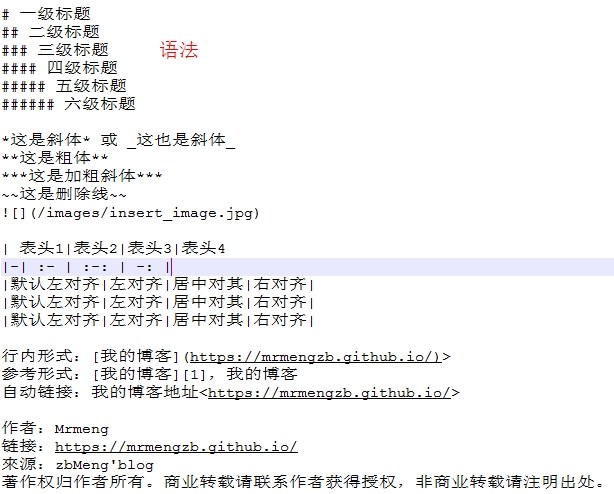 # 一级标题
## 二级标题
### 三级标题 语法
#### 四级标题
##### 五级标题
###### 六级标题
*这是斜体* 或 _这也是斜体_
**这是粗体**
***这是加粗斜体***
~~这是删除线~~
![](/images/insert_image.jpg)
| 表头1|表头2|表头3|表头4
|-| :- | :-: | -: |
|默认左对齐|左对齐|居中对其|右对齐|
|默认左对齐|左对齐|居中对其|右对齐|
|默认左对齐|左对齐|居中对其|右对齐|
行内形式: [我的博客](https://mrmengzb.github.io/)>
参考形式: [我的博客][1], 我的博客
自动链接: 我的博客地址<https://mrmengzb.github.io/>
作者: Mrmeng
链接: https://mrmengzb.github.io/
來源: zbMeng'blog
著作权归作者所有。商业转载请联系作者获得授权，非商业转载请注明出处。